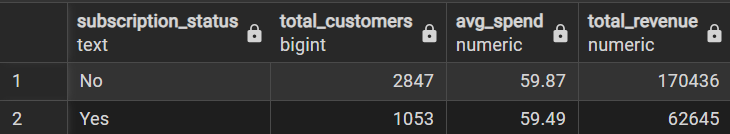 subscription_status total_customers avg_spend total_revenue
text bigint numeric numeric
1 No 2847 59.87 170436
2 Yes 1053 59.49 62645